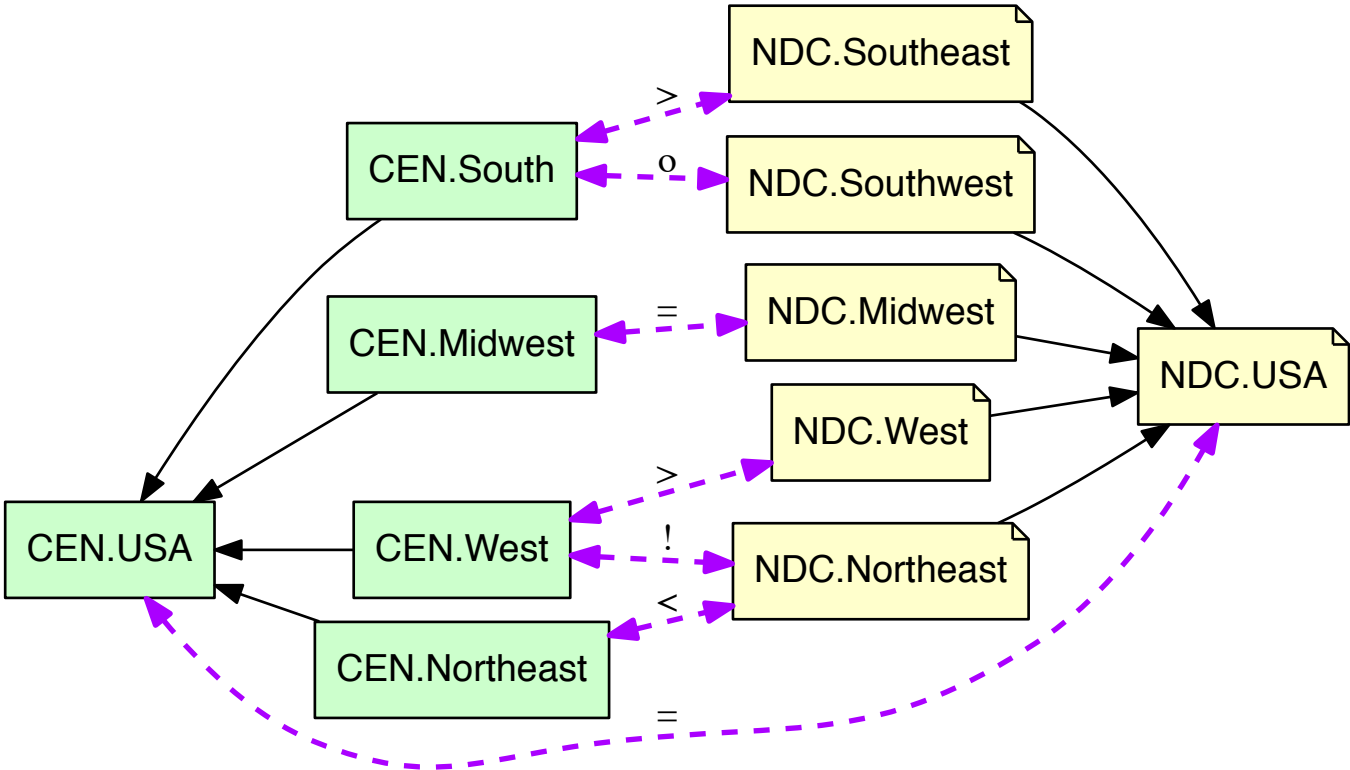 NDC.Southeast
>
CEN.South
o
NDC.Southwest
=
NDC.Midwest
CEN.Midwest
NDC.USA
NDC.West
>
CEN.USA
CEN.West
!
NDC.Northeast
<
CEN.Northeast
=